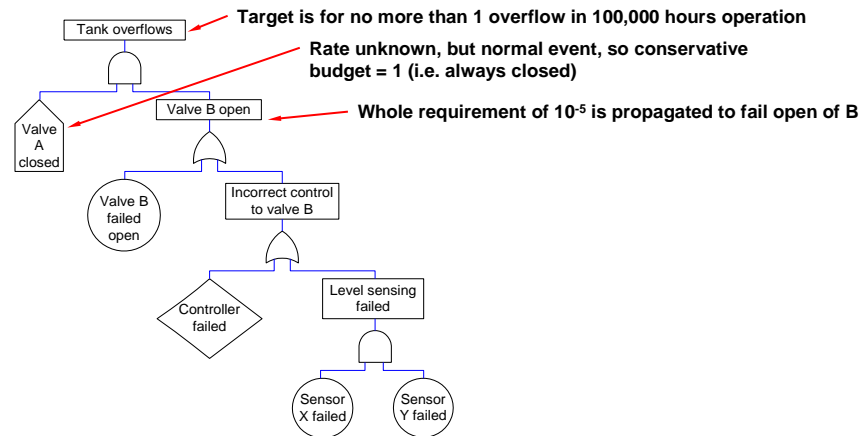 Target is for no more than 1 overflow in 100,000 hours operation
Tank overflows
Rate unknown, but normal event, so conservative
budget = 1 (i.e. always closed)
Valve B open
Whole requirement of 10⁻⁵ is propagated to fail open of B
Valve
A
closed
Valve B
failed
open
Incorrect control
to valve B
Controller
failed
Level sensing
failed
Sensor
X failed
Sensor
Y failed